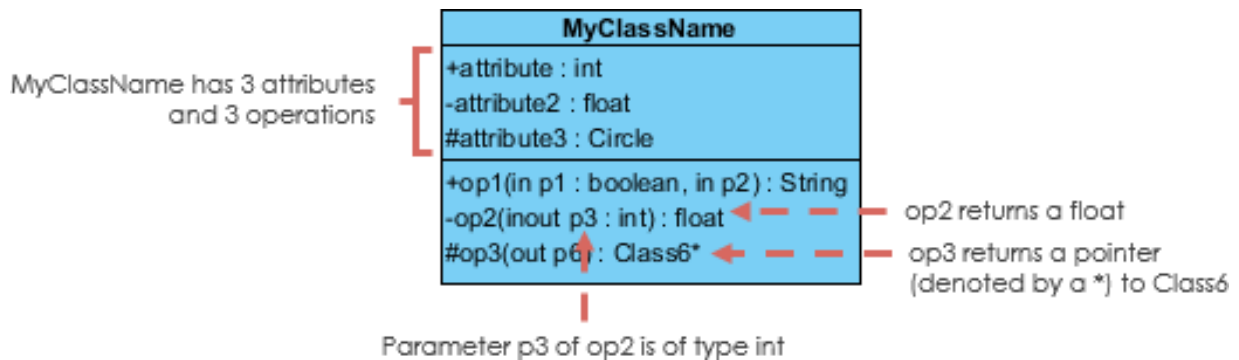 MyClassName
MyClassName has 3 attributes
and 3 operations
+attribute : int
-attribute2 : float
#attribute3 : Circle
+op1(in p1 : boolean, in p2) : String
-op2(inout p3 : int) : float
#op3(out p6) : Class6*
op2 returns a float
op3 returns a pointer
(denoted by a *) to Class6
Parameter p3 of op2 is of type int